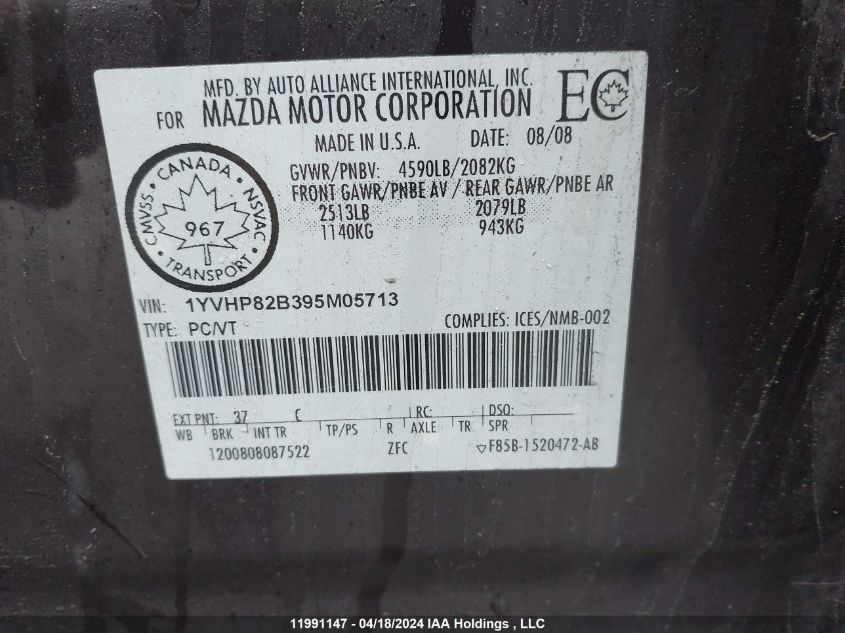 MFD. BY AUTO ALLIANCE INTERNATIONAL, INC.
FOR MAZDA MOTOR CORPORATION
EC
MADE IN U.S.A. DATE: 08/08
GVWR/PNBV: 4590LB/2082KG
FRONT GAWR/PNBE AV / REAR GAWR/PNBE AR
2513LB 2079LB
1140KG 943KG
CANADA
CMVSS 967 NSVAC
TRANSPORT
VIN: 1YVHP82B395M05713
TYPE: PC/VT COMPLIES: ICES/NMB-002
EXT PNT: 37 C RC: DSO:
WB BRK INT TR TP/PS R AXLE TR SPR
1200808087522 ZFC ▽F85B-1520472-AB
11991147 - 04/18/2024 IAA Holdings , LLC